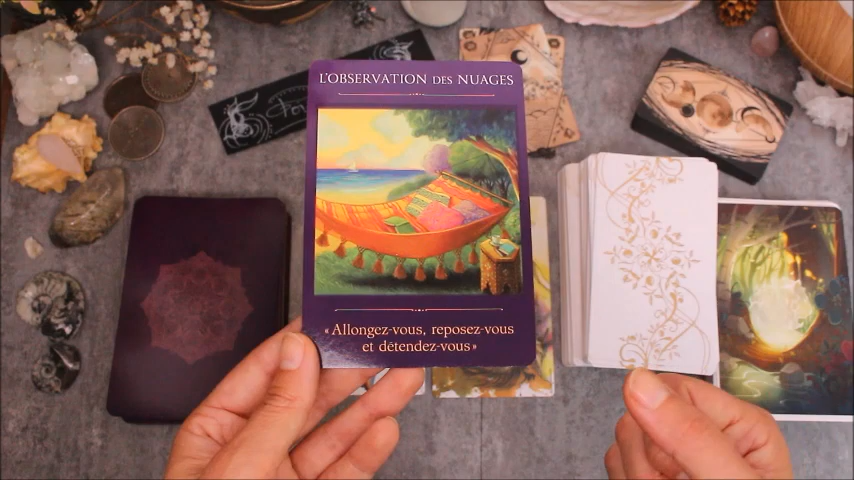 L'OBSERVATION DES NUAGES
« Allongez-vous, reposez-vous
et détendez-vous »